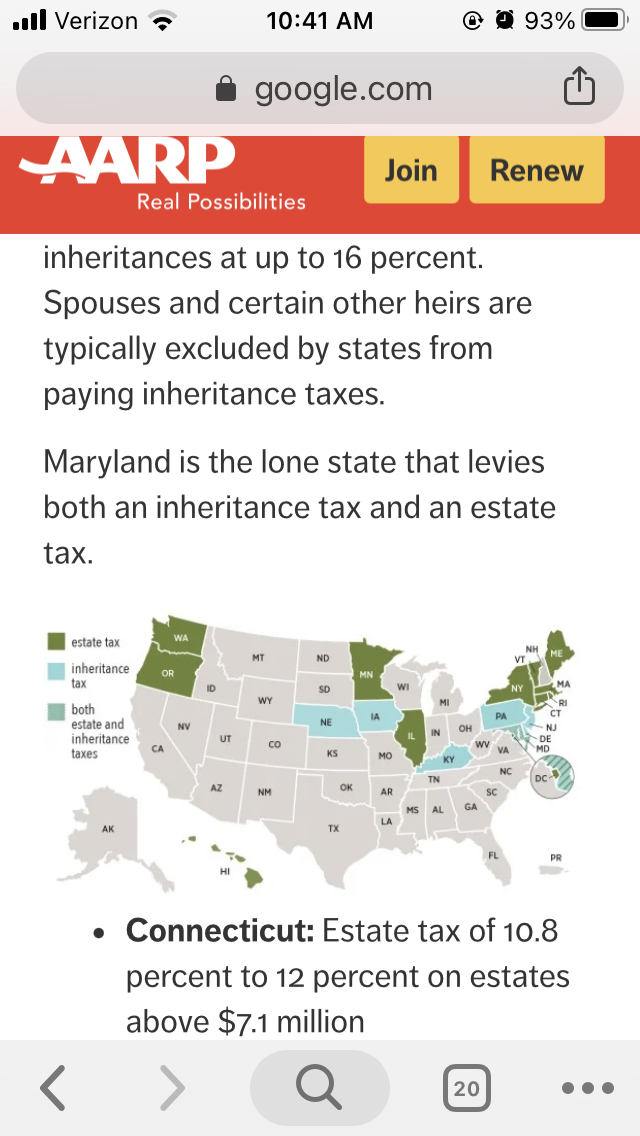 Verizon 10:41 AM 93%
google.com
AARP
Real Possibilities
Join Renew
inheritances at up to 16 percent.
Spouses and certain other heirs are
typically excluded by states from
paying inheritance taxes.
Maryland is the lone state that levies
both an inheritance tax and an estate
tax.
estate tax
inheritance
tax
both
estate and
inheritance
taxes
WA
OR
MT
ID
WY
NV
CA
UT
CO
AZ
NM
ND
SD
NE
KS
OK
TX
MN
IA
MO
AR
LA
WI
IL
MI
IN
OH
KY
TN
MS
AL
GA
FL
SC
NC
VA
WV
PA
NY
VT
NH
ME
MA
RI
CT
NJ
DE
MD
DC
AK
HI
PR
• Connecticut: Estate tax of 10.8
percent to 12 percent on estates
above $7.1 million
20